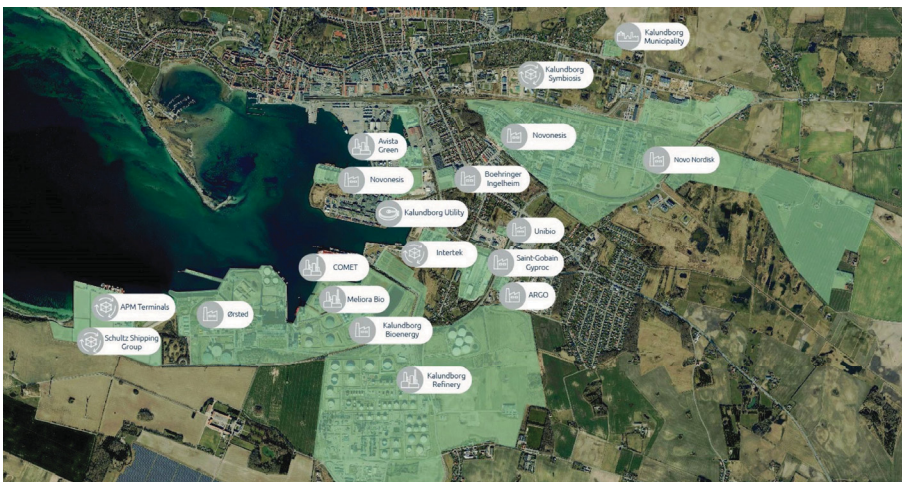 Kalundborg
Municipality
Kalundborg
Symbiosis
Novonesis
Avista
Green
Novo Nordisk
Novonesis
Boehringer
Ingelheim
Kalundborg Utility
Unibio
Intertek
Saint-Gobain
Gyproc
COMET
ARGO
Meliora Bio
APM Terminals
Ørsted
Kalundborg
Bioenergy
Schultz Shipping
Group
Kalundborg
Refinery